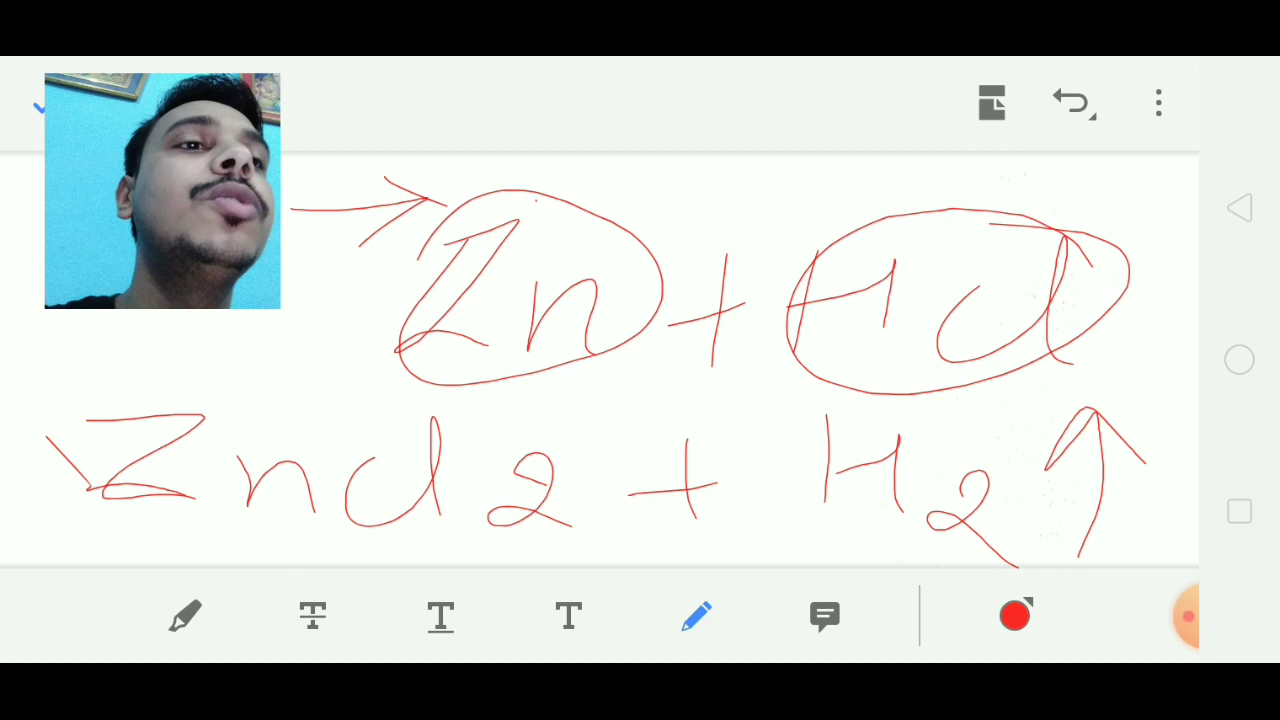 → Zn + HCl
ZnCl2 + H2 ↑